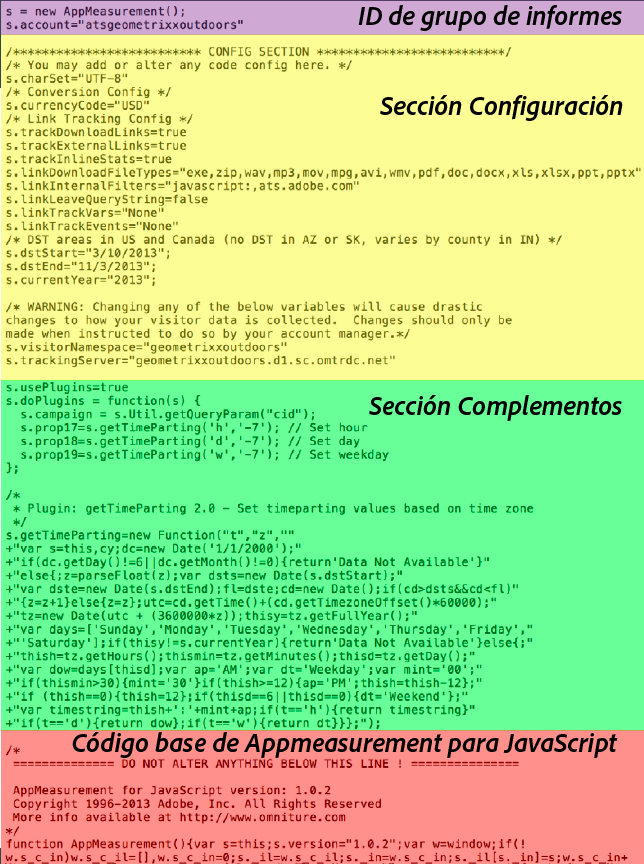 s = new AppMeasurement();
s.account="atsgeometrixxoutdoors"
ID de grupo de informes
/************************** CONFIG SECTION **************************/
/* You may add or alter any code config here. */
s.charSet="UTF-8"
/* Conversion Config */
s.currencyCode="USD"
Sección Configuración
/* Link Tracking Config */
s.trackDownloadLinks=true
s.trackExternalLinks=true
s.trackInlineStats=true
s.linkDownloadFileTypes="exe,zip,wav,mp3,mov,mpg,avi,wmv,pdf,doc,docx,xls,xlsx,ppt,pptx"
s.linkInternalFilters="javascript:,ats.adobe.com"
s.linkLeaveQueryString=false
s.linkTrackVars="None"
s.linkTrackEvents="None"
/* DST areas in US and Canada (no DST in AZ or SK, varies by county in IN) */
s.dstStart="3/10/2013";
s.dstEnd="11/3/2013";
s.currentYear="2013";
/* WARNING: Changing any of the below variables will cause drastic
changes to how your visitor data is collected.  Changes should only be
made when instructed to do so by your account manager.*/
s.visitorNamespace="geometrixxoutdoors"
s.trackingServer="geometrixxoutdoors.d1.sc.omtrdc.net"
s.usePlugins=true
s.doPlugins = function(s) {
Sección Complementos
  s.campaign = s.Util.getQueryParam("cid");
  s.prop17=s.getTimeParting('h','-7'); // Set hour
  s.prop18=s.getTimeParting('d','-7'); // Set day
  s.prop19=s.getTimeParting('w','-7'); // Set weekday
};
/*
 * Plugin: getTimeParting 2.0 - Set timeparting values based on time zone
 */
s.getTimeParting=new Function("t","z",""
+"var s=this,cy;dc=new Date('1/1/2000');"
+"if(dc.getDay()!=6||dc.getMonth()!=0){return'Data Not Available'}"
+"else{;z=parseFloat(z);var dsts=new Date(s.dstStart);"
+"var dste=new Date(s.dstEnd);fl=dste;cd=new Date();if(cd>dsts&&cd<fl)"
+"{z=z+1}else{z=z};utc=cd.getTime()+(cd.getTimezoneOffset()*60000);"
+"tz=new Date(utc + (3600000*z));thisy=tz.getFullYear();"
+"var days=['Sunday','Monday','Tuesday','Wednesday','Thursday','Friday',"
+"'Saturday'];if(thisy!=s.currentYear){return'Data Not Available'}else{;"
+"thish=tz.getHours();thismin=tz.getMinutes();thisd=tz.getDay();"
+"var dow=days[thisd];var ap='AM';var dt='Weekday';var mint='00';"
+"if(thismin>30){mint='30'}if(thish>=12){ap='PM';thish=thish-12};"
+"if (thish==0){thish=12};if(thisd==6||thisd==0){dt='Weekend'};"
+"var timestring=thish+':'+mint+ap;if(t=='h'){return timestring}"
+"if(t=='d'){return dow};if(t=='w'){return dt}}};");
Código base de Appmeasurement para JavaScript
/*
 ============== DO NOT ALTER ANYTHING BELOW THIS LINE ! ===============
 AppMeasurement for JavaScript version: 1.0.2
 Copyright 1996-2013 Adobe, Inc. All Rights Reserved
 More info available at http://www.omniture.com
*/
function AppMeasurement(){var s=this;s.version="1.0.2";var w=window;if(!
w.s_c_in)w.s_c_il=[],w.s_c_in=0;s._il=w.s_c_il;s._in=w.s_c_in;s._il[s._in]=s;w.s_c_in+